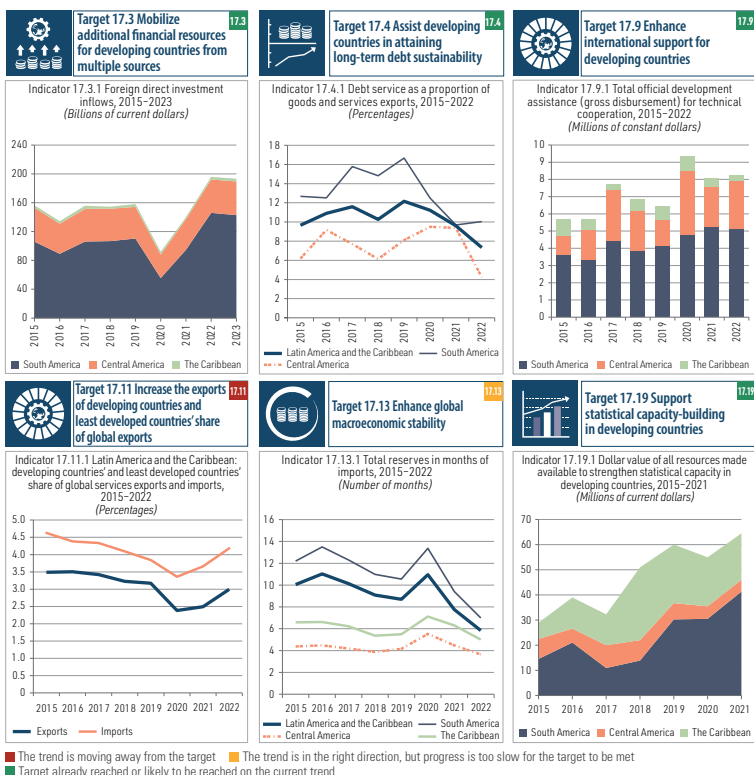 Target 17.3 Mobilize
additional financial resources
for developing countries from
multiple sources
17.3
Indicator 17.3.1 Foreign direct investment
inflows, 2015–2023
(Billions of current dollars)
240
200
160
120
80
40
0
2015 2016 2017 2018 2019 2020 2021 2022 2023
South America Central America The Caribbean
Target 17.4 Assist developing
countries in attaining
long-term debt sustainability
17.4
Indicator 17.4.1 Debt service as a proportion of
goods and services exports, 2015–2022
(Percentages)
18
16
14
12
10
8
6
4
2
0
2015 2016 2017 2018 2019 2020 2021 2022
Latin America and the Caribbean South America
Central America
Target 17.9 Enhance
international support for
developing countries
17.9
Indicator 17.9.1 Total official development
assistance (gross disbursement) for technical
cooperation, 2015–2022
(Millions of constant dollars)
10
9
8
7
6
5
4
3
2
1
0
2015 2016 2017 2018 2019 2020 2021 2022
South America Central America The Caribbean
Target 17.11 Increase the exports
of developing countries and
least developed countries' share
of global exports
17.11
Indicator 17.11.1 Latin America and the Caribbean:
developing countries' and least developed countries'
share of global services exports and imports,
2015–2022
(Percentages)
5.0
4.5
4.0
3.5
3.0
2.5
2.0
1.5
1.0
0.5
0
2015 2016 2017 2018 2019 2020 2021 2022
Exports Imports
Target 17.13 Enhance global
macroeconomic stability
17.13
Indicator 17.13.1 Total reserves in months of
imports, 2015–2022
(Number of months)
16
14
12
10
8
6
4
2
0
2015 2016 2017 2018 2019 2020 2021 2022
Latin America and the Caribbean South America
Central America The Caribbean
Target 17.19 Support
statistical capacity-building
in developing countries
17.19
Indicator 17.19.1 Dollar value of all resources made
available to strengthen statistical capacity in
developing countries, 2015–2021
(Millions of current dollars)
70
60
50
40
30
20
10
0
2015 2016 2017 2018 2019 2020 2021
South America Central America The Caribbean
The trend is moving away from the target The trend is in the right direction, but progress is too slow for the target to be met
Target already reached or likely to be reached on the current trend